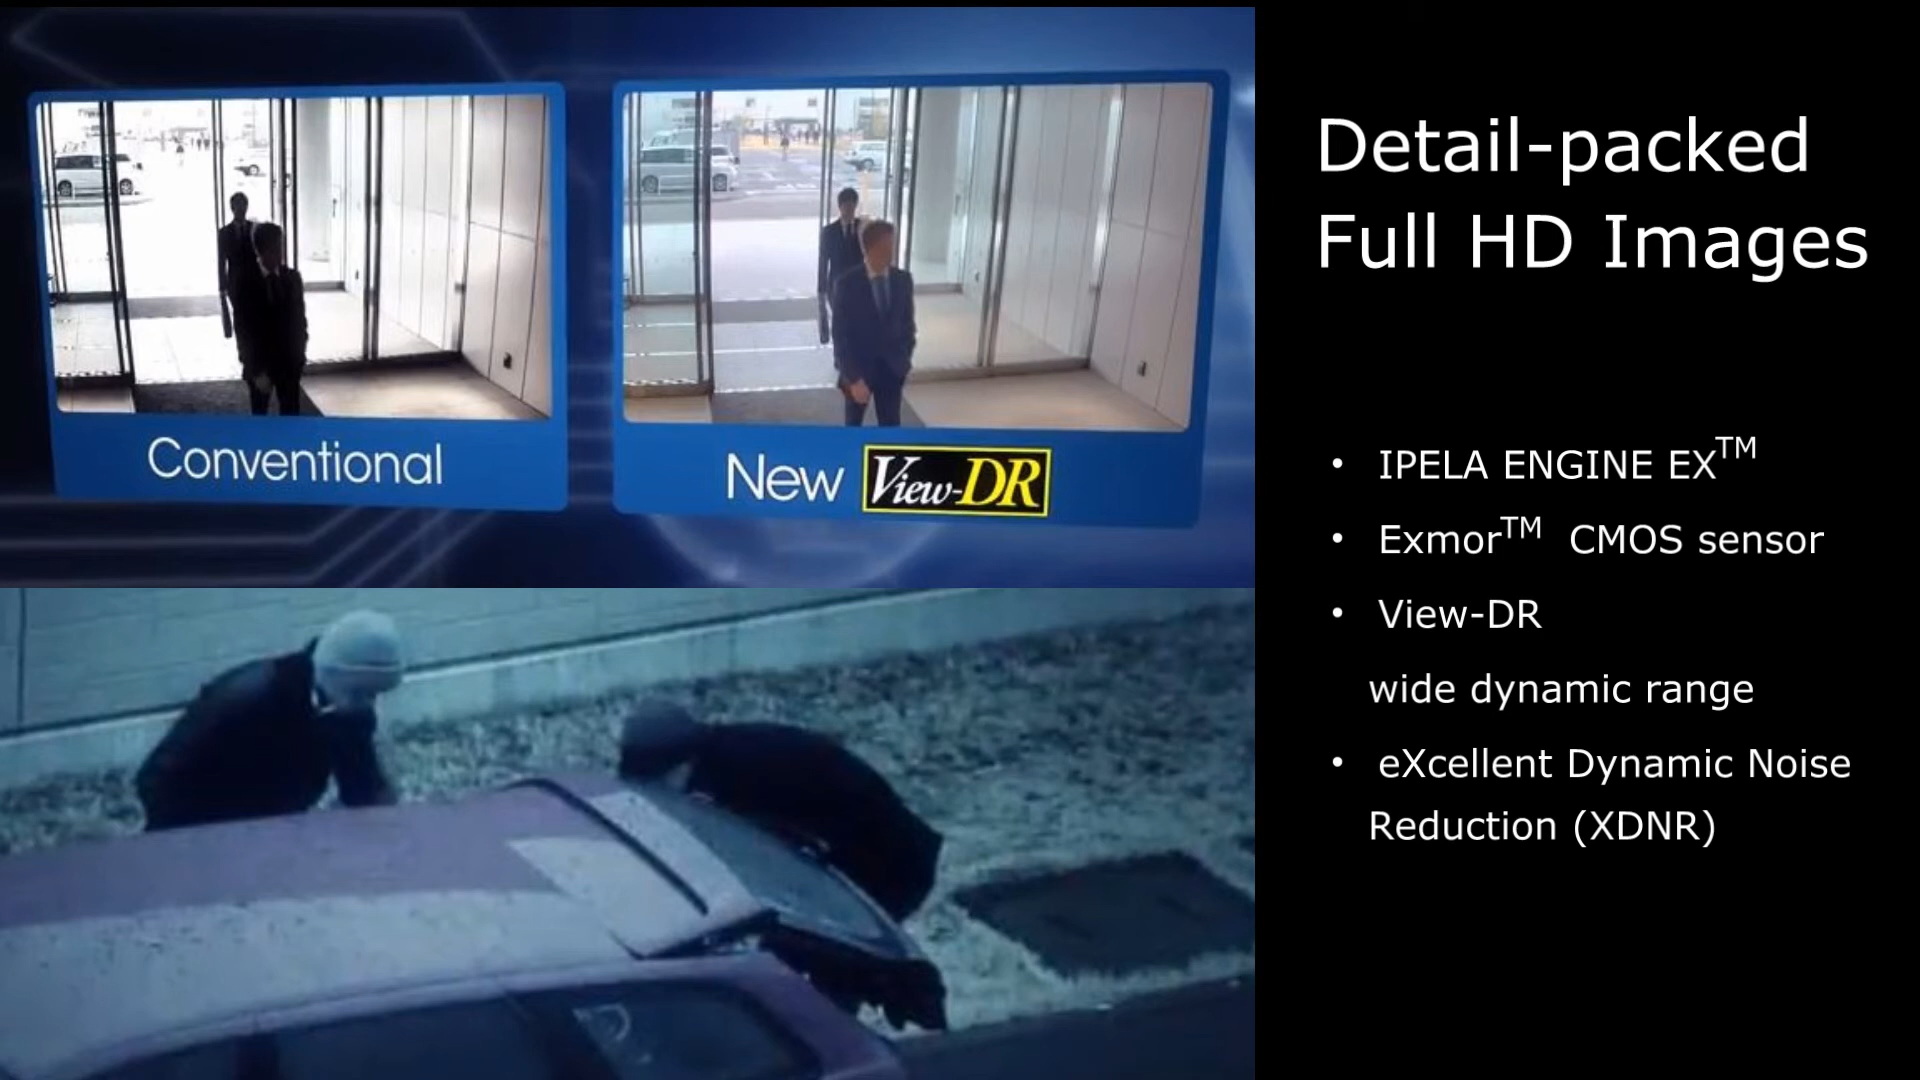 Conventional
New View-DR
Detail-packed
Full HD Images
• IPELA ENGINE EX™
• Exmor™ CMOS sensor
• View-DR
wide dynamic range
• eXcellent Dynamic Noise
Reduction (XDNR)